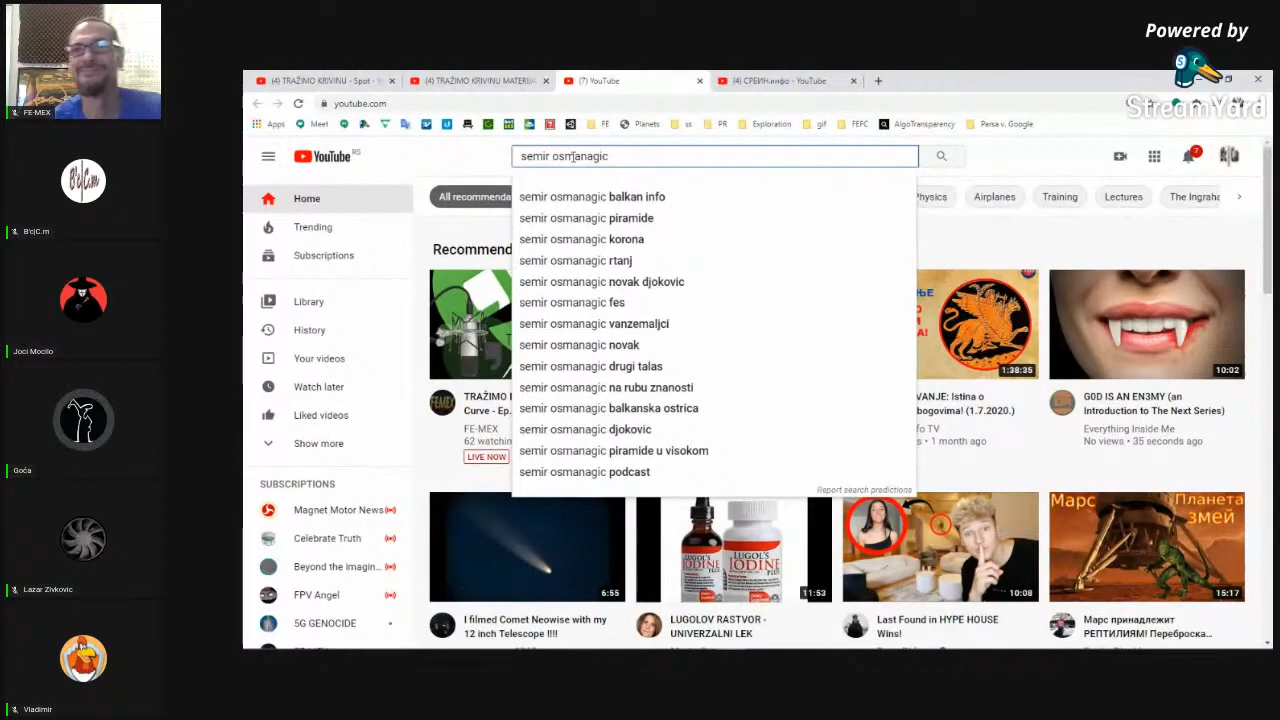 Powered by
StreamYard
FE-MEX
B'c|C.m
Joci Mocilo
Goća
Lazar Zivkovic
Vladimir
(4) TRAŽIMO KRIVINU - Spot - Y
(4) TRAŽIMO KRIVINU MATERIJA
(7) YouTube
(4) СРБИН.инфо - YouTube
youtube.com
Apps
Meet
FE
Planets
ss
PR
Exploration
gif
FEFC
AlgoTransparency
Parsa v. Google
YouTube RS
semir osmanagic
7
semir osmanagic balkan info
semir osmanagic piramide
semir osmanagic korona
semir osmanagic rtanj
semir osmanagic novak djokovic
semir osmanagic fes
semir osmanagic vanzemaljci
semir osmanagic novak
semir osmanagic drugi talas
semir osmanagic na rubu znanosti
semir osmanagic balkanska ostrica
semir osmanagic djokovic
semir osmanagic piramide u visokom
semir osmanagic podcast
Report search predictions
Home
Trending
Subscriptions
Library
History
Your videos
Watch later
Liked videos
Show more
SUBSCRIPTIONS
Magnet Motor News
Celebrate Truth
Beyond the imagin...
FPV Angel
5G GENOCIDE
All recommenda
Physics
Airplanes
Training
Lectures
The Ingraha
Recommend
1:38:35
10:02
TRAŽIMO
Curve - Ep.
FE-MEX
62 watching
LIVE NOW
VANJE: Istina o
bogovima! (1.7.2020.)
fo TV
1 month ago
G0D IS AN EN3MY (an
Introduction to The Next Series)
Everything Inside Me
No views • 35 seconds ago
LUGOL'S
IODINE
PLUS
Марс
Планета
змей
6:55
11:53
10:08
15:17
I filmed Comet Neowise with my
12 inch Telescope !!!!
LUGOLOV RASTVOR -
UNIVERZALNI LEK
Last Found in HYPE HOUSE
Wins!
Марс принадлежит
РЕПТИЛИЯМ! Переброска...